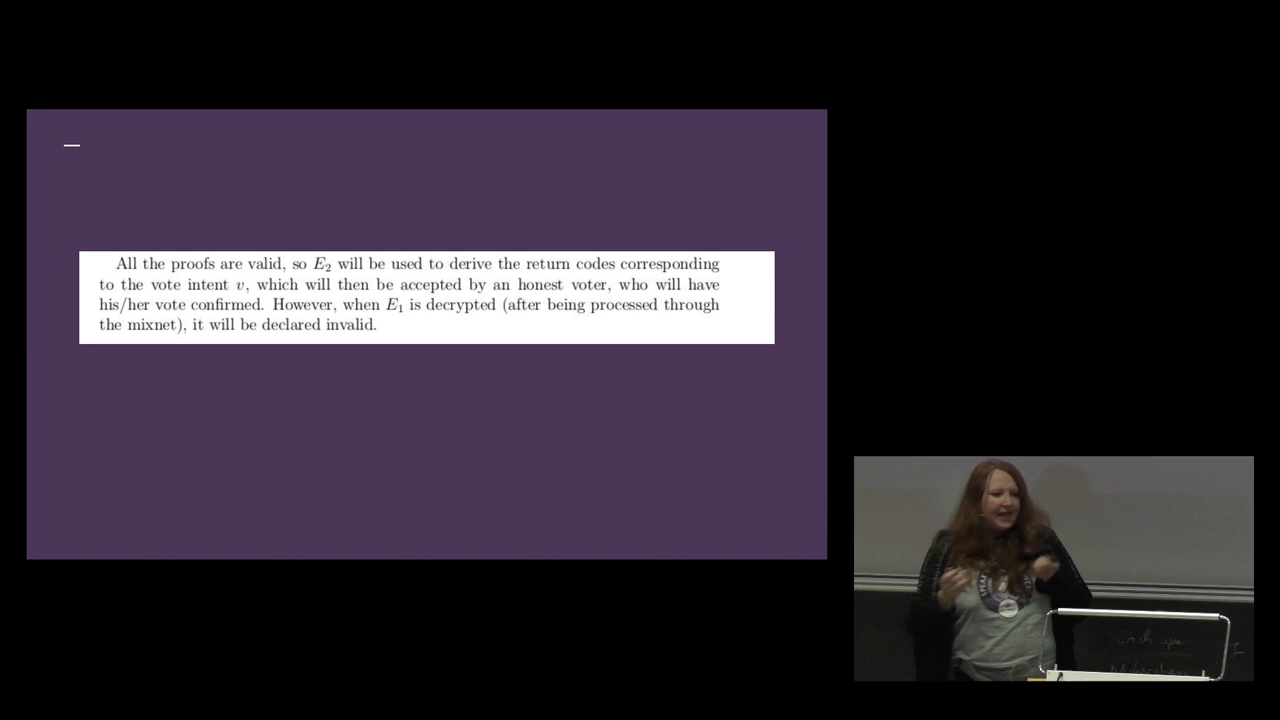 All the proofs are valid, so E₂ will be used to derive the return codes corresponding
to the vote intent v, which will then be accepted by an honest voter, who will have
his/her vote confirmed. However, when E₁ is decrypted (after being processed through
the mixnet), it will be declared invalid.